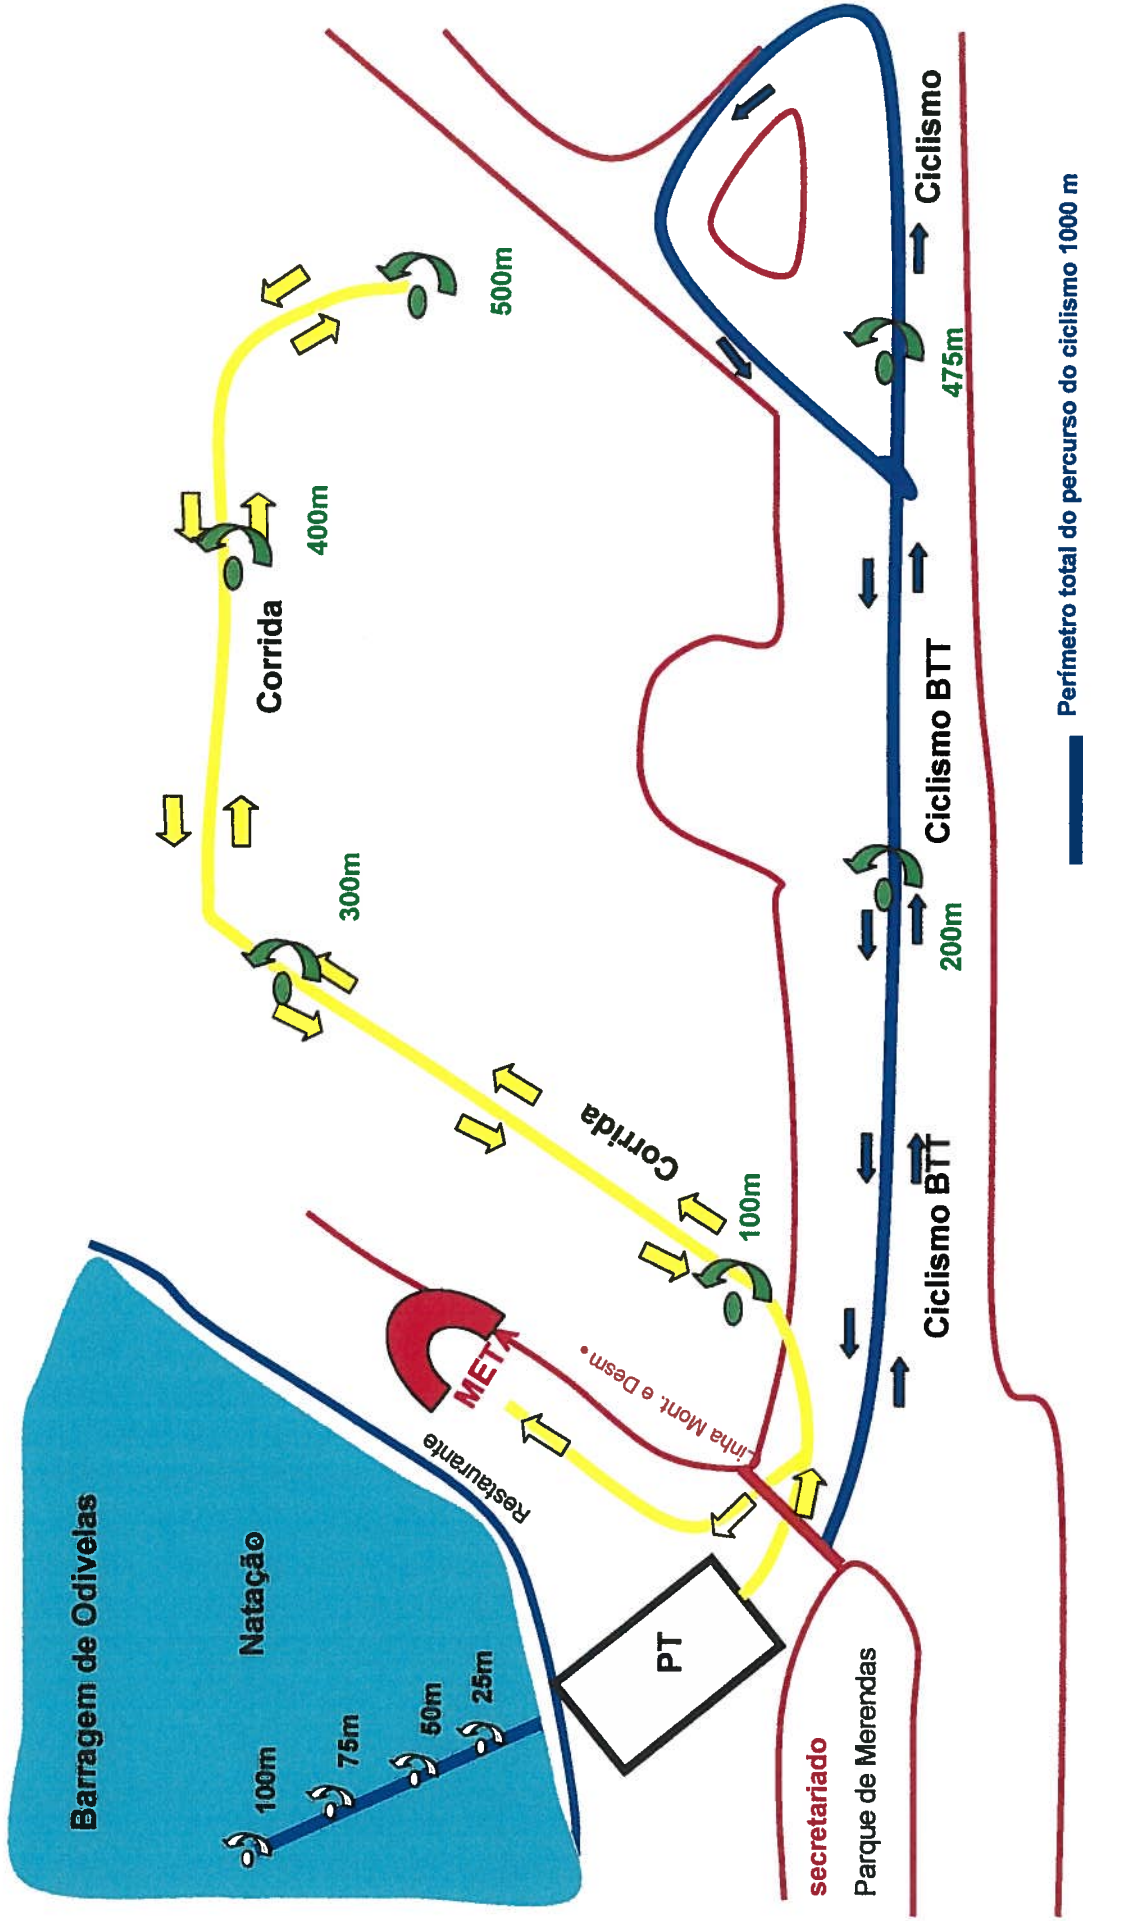 Barragem de Odivelas
Natação
100m
75m
50m
25m
Restaurante
META
Linha Mont. e Desm.
PT
secretariado
Parque de Merendas
100m
Corrida
300m
Corrida
400m
500m
Ciclismo BTT
200m
Ciclismo BTT
475m
Ciclismo
Perímetro total do percurso do ciclismo 1000 m